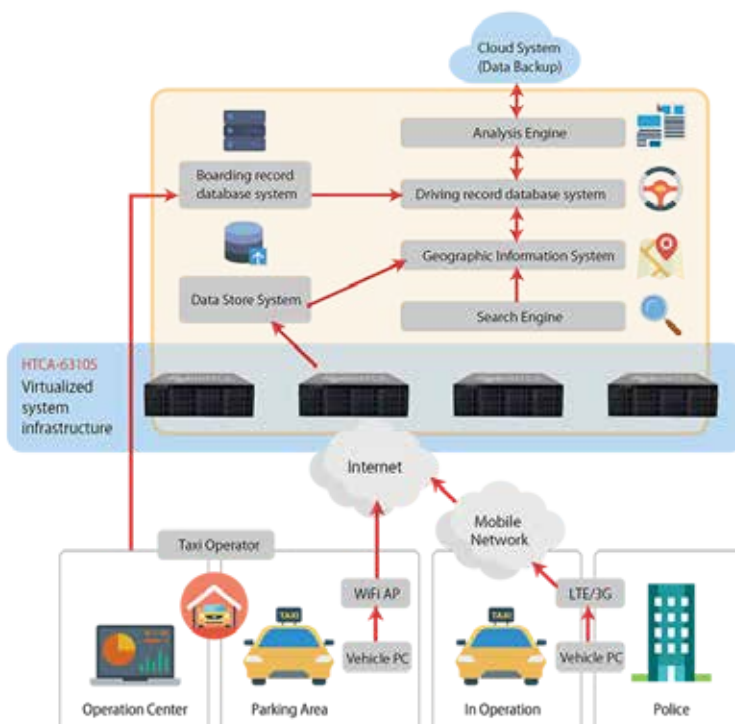 Cloud System
(Data Backup)
Analysis Engine
Boarding record
database system
Driving record database system
Geographic Information System
Data Store System
Search Engine
HTCA-6310S
Virtualized
system
infrastructure
Internet
Mobile
Network
Taxi Operator
WiFi AP
LTE/3G
TAXI
TAXI
Vehicle PC
Vehicle PC
Operation Center
Parking Area
In Operation
Police